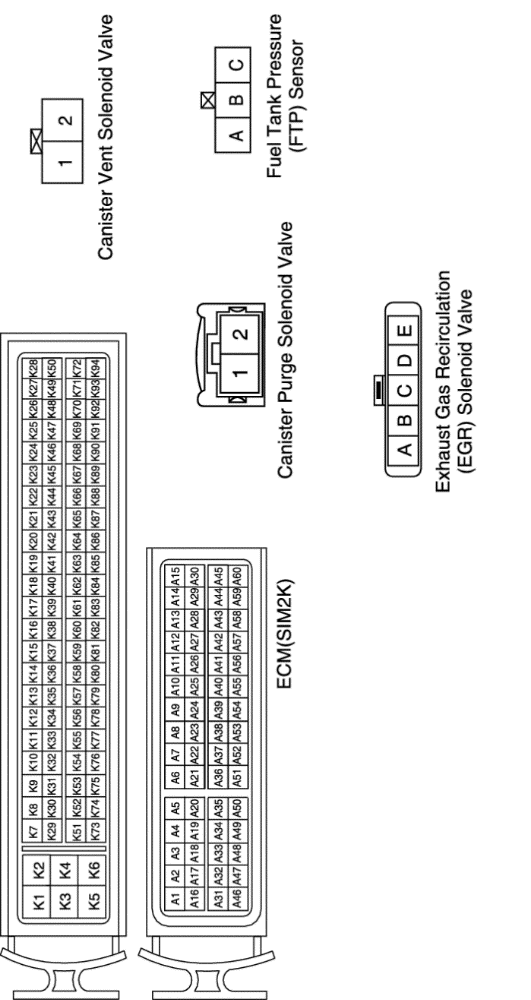 K1 K2
K3 K4
K5 K6
K7 K8 K9 K10 K11 K12 K13 K14 K15 K16 K17 K18 K19 K20 K21 K22 K23 K24 K25 K26 K27 K28
K29 K30 K31 K32 K33 K34 K35 K36 K37 K38 K39 K40 K41 K42 K43 K44 K45 K46 K47 K48 K49 K50
K51 K52 K53 K54 K55 K56 K57 K58 K59 K60 K61 K62 K63 K64 K65 K66 K67 K68 K69 K70 K71 K72
K73 K74 K75 K76 K77 K78 K79 K80 K81 K82 K83 K84 K85 K86 K87 K88 K89 K90 K91 K92 K93 K94
A1 A2 A3 A4 A5 A6 A7 A8 A9 A10 A11 A12 A13 A14 A15
A16 A17 A18 A19 A20 A21 A22 A23 A24 A25 A26 A27 A28 A29 A30
A31 A32 A33 A34 A35 A36 A37 A38 A39 A40 A41 A42 A43 A44 A45
A46 A47 A48 A49 A50 A51 A52 A53 A54 A55 A56 A57 A58 A59 A60
ECM(SIM2K)
1 2
Canister Vent Solenoid Valve
1 2
Canister Purge Solenoid Valve
A B C
Fuel Tank Pressure
(FTP) Sensor
A B C D E
Exhaust Gas Recirculation
(EGR) Solenoid Valve